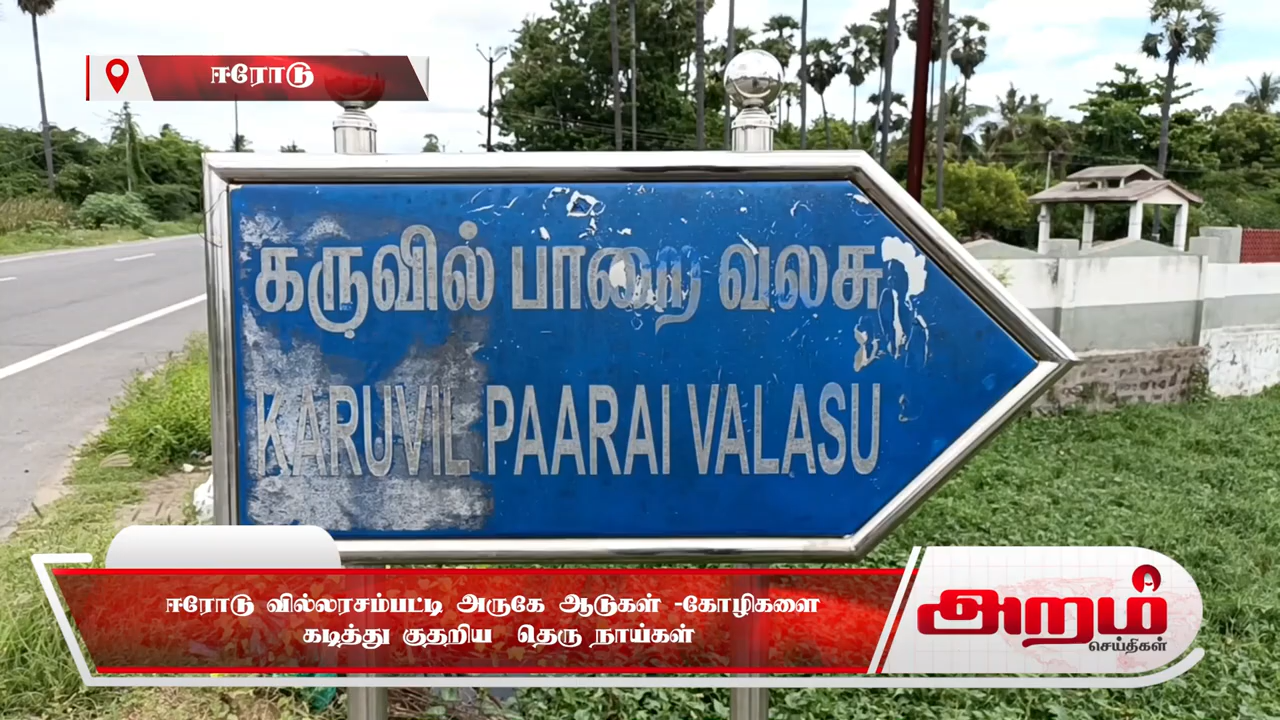 ஈரோடு
கருவில் பாறை வலசு
KARUVIL PAARAI VALASU
ஈரோடு வில்லரசம்பட்டி அருகே ஆடுகள் -கோழிகளை
கடித்து குதறிய தெரு நாய்கள்
அறம்
செய்திகள்